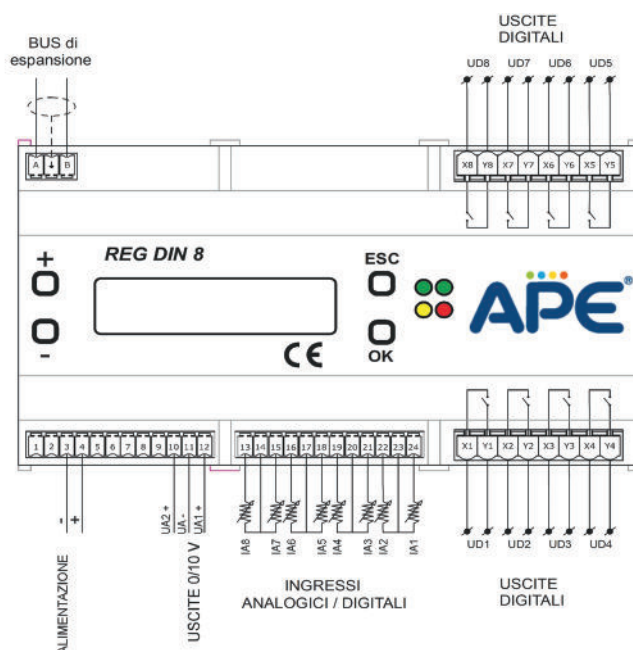 USCITE
DIGITALI
BUS di
espansione
UD8 UD7 UD6 UD5
A B
X8 Y8 X7 Y7 X6 Y6 X5 Y5
REG DIN 8
+
ESC
-
OK
CE
APE®
1 2 3 4 5 6 7 8 9 10 11 12
13 14 15 16 17 18 19 20 21 22 23 24
X1 Y1 X2 Y2 X3 Y3 X4 Y4
- +
ALIMENTAZIONE
UA2 +
UA -
UA1 +
USCITE 0/10 V
IA8 IA7 IA6 IA5 IA4 IA3 IA2 IA1
INGRESSI
ANALOGICI / DIGITALI
UD1 UD2 UD3 UD4
USCITE
DIGITALI